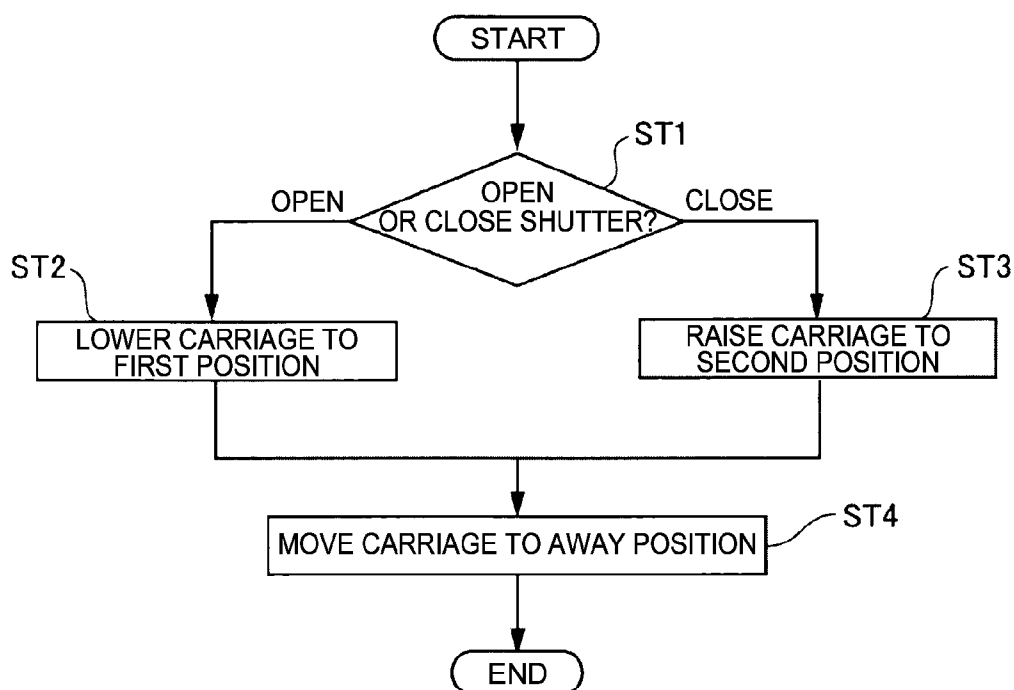 START
ST1
OPEN
OPEN
OR CLOSE SHUTTER?
CLOSE
ST2
LOWER CARRIAGE TO
FIRST POSITION
ST3
RAISE CARRIAGE TO
SECOND POSITION
ST4
MOVE CARRIAGE TO AWAY POSITION
END